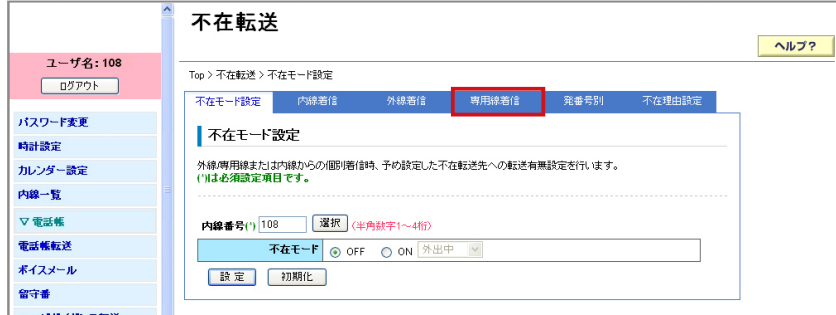 不在転送
ヘルプ?
ユーザ名:108
ログアウト
Top > 不在転送 > 不在モード設定
不在モード設定 内線着信 外線着信 専用線着信 発番号別 不在理由設定
パスワード変更
時計設定
カレンダー設定
内線一覧
▽電話帳
電話帳転送
ボイスメール
留守番
不在モード設定
外線/専用線または内線からの個別着信時、予め設定した不在転送先への転送有無設定を行います。
(*)は必須設定項目です。
内線番号(*) 108 選択 (半角数字1~4桁)
不在モード OFF ON 外出中
設定 初期化